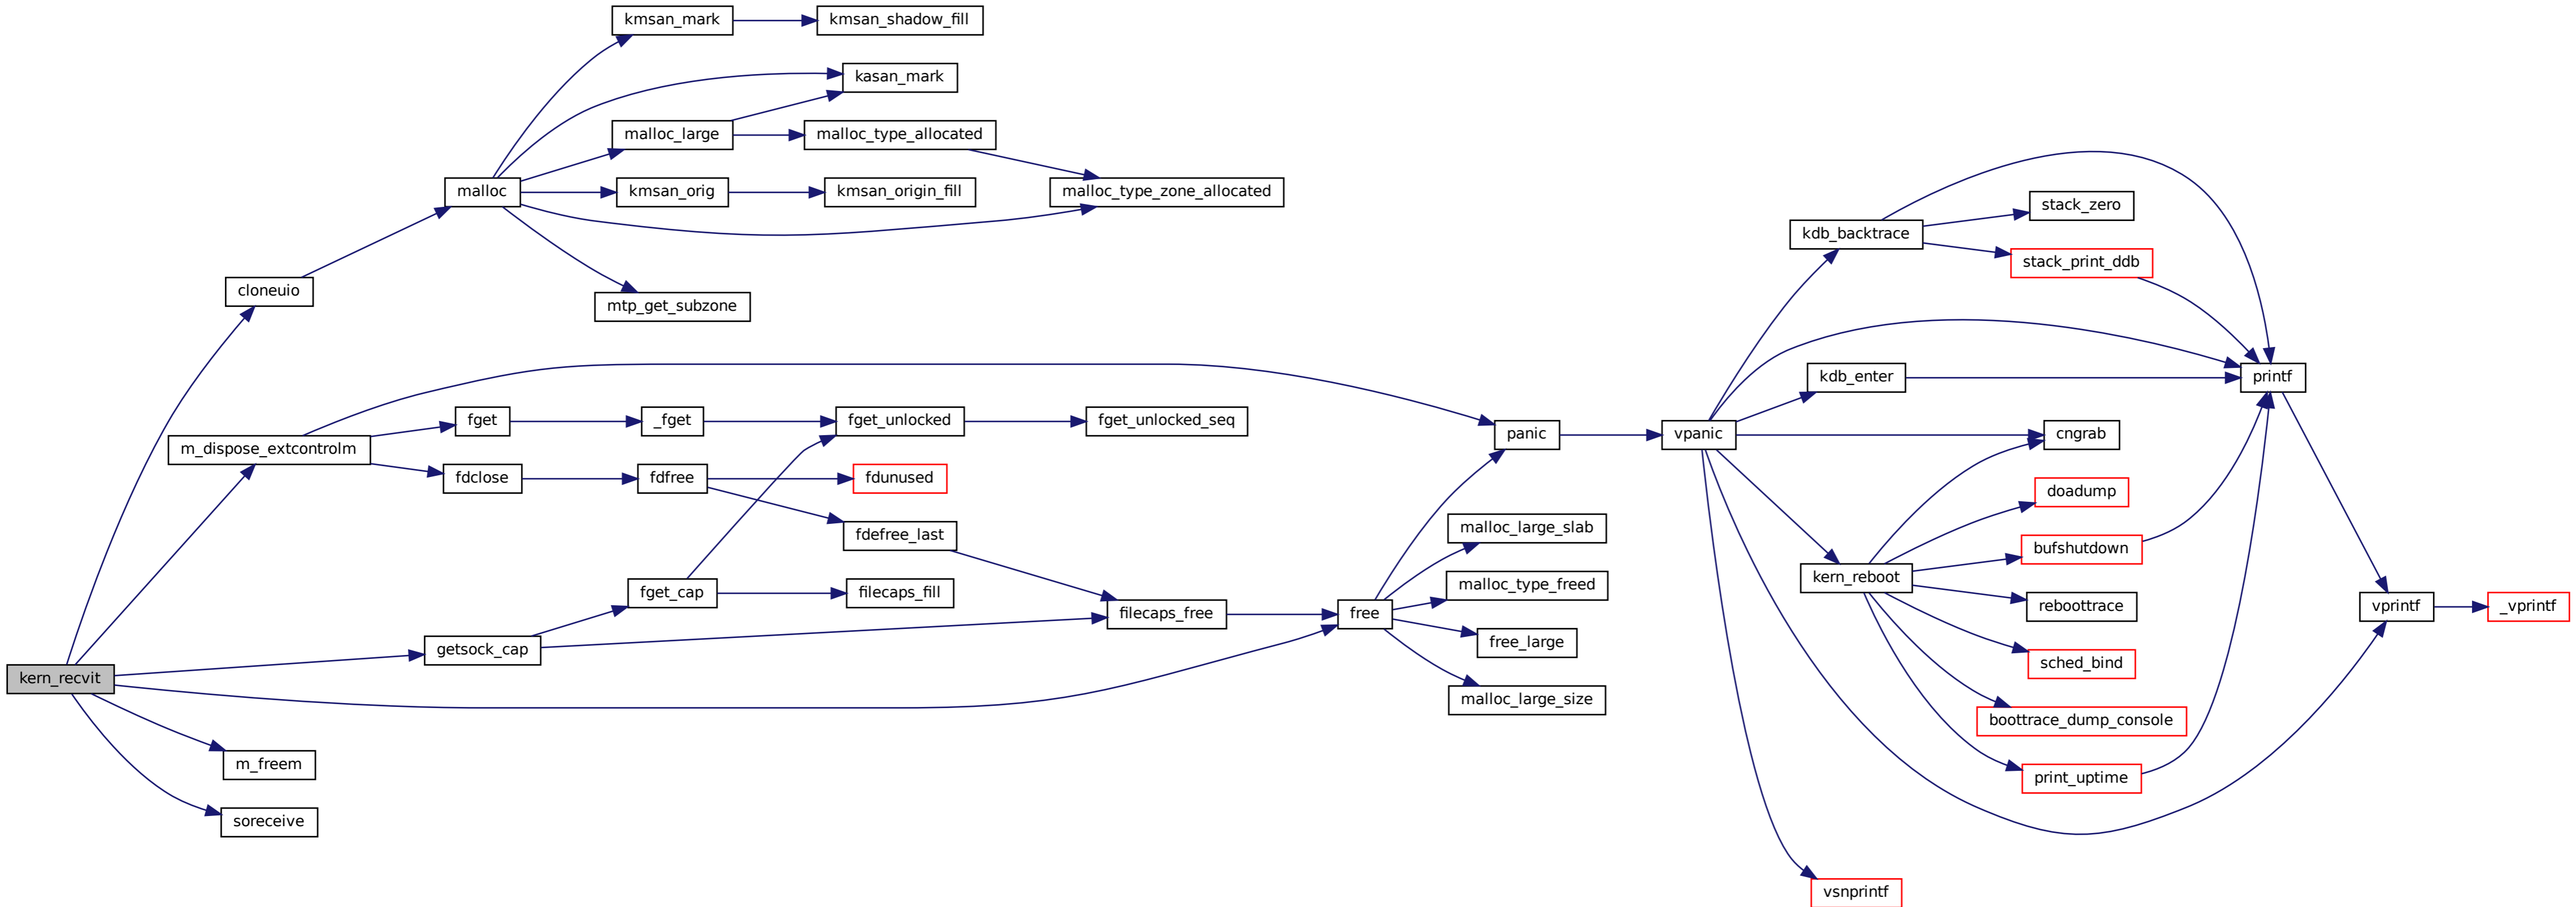 kmsan_mark
kmsan_shadow_fill
kasan_mark
malloc_large
malloc_type_allocated
malloc
kmsan_orig
kmsan_origin_fill
malloc_type_zone_allocated
stack_zero
kdb_backtrace
stack_print_ddb
cloneuio
mtp_get_subzone
kdb_enter
printf
fget
_fget
fget_unlocked
fget_unlocked_seq
panic
vpanic
cngrab
m_dispose_extcontrolm
fdclose
fdfree
fdunused
doadump
fdefree_last
malloc_large_slab
bufshutdown
fget_cap
filecaps_fill
malloc_type_freed
kern_reboot
filecaps_free
free
reboottrace
vprintf
_vprintf
getsock_cap
free_large
sched_bind
kern_recvit
malloc_large_size
boottrace_dump_console
m_freem
print_uptime
soreceive
vsnprintf